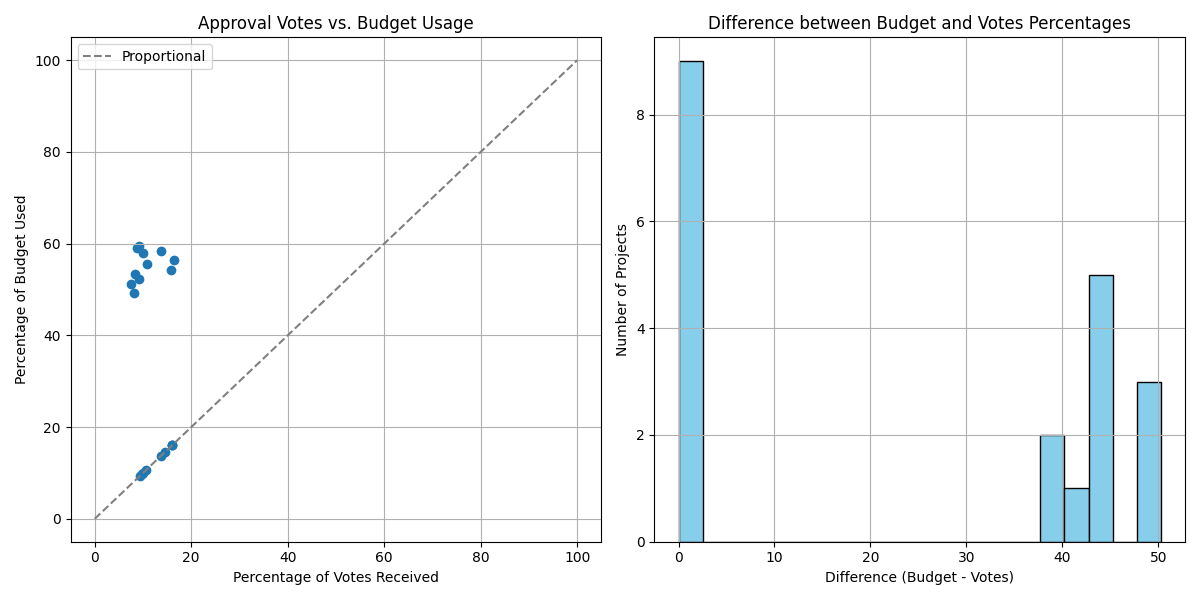 Approval Votes vs. Budget Usage
Proportional
100
80
60
40
20
0
Percentage of Budget Used
0 20 40 60 80 100
Percentage of Votes Received
Difference between Budget and Votes Percentages
8
6
4
2
0
Number of Projects
0 10 20 30 40 50
Difference (Budget - Votes)